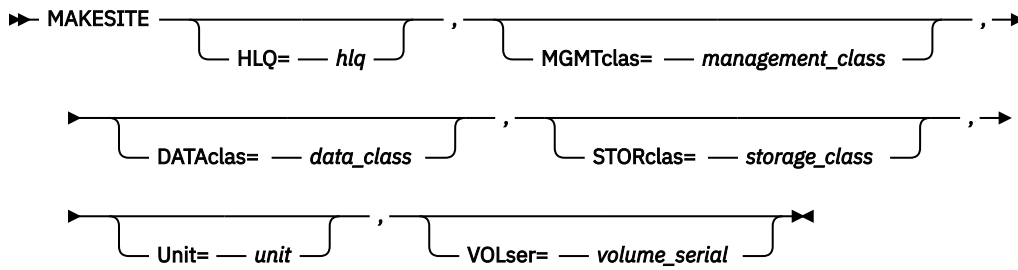 MAKESITE , ,
HLQ= hlq MGMTclas= management_class
, ,
DATAclas= data_class STORclas= storage_class
,
Unit= unit VOLser= volume_serial